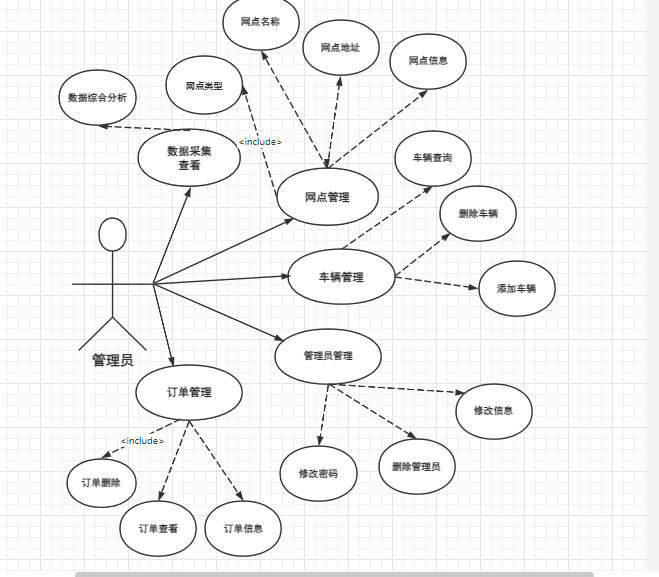 网点名称
网点地址
网点信息
网点类型
数据综合分析
<include>
数据采集
查看
车辆查询
网点管理
删除车辆
车辆管理
添加车辆
管理员
管理员管理
订单管理
修改信息
<include>
删除管理员
修改密码
订单删除
订单查看
订单信息